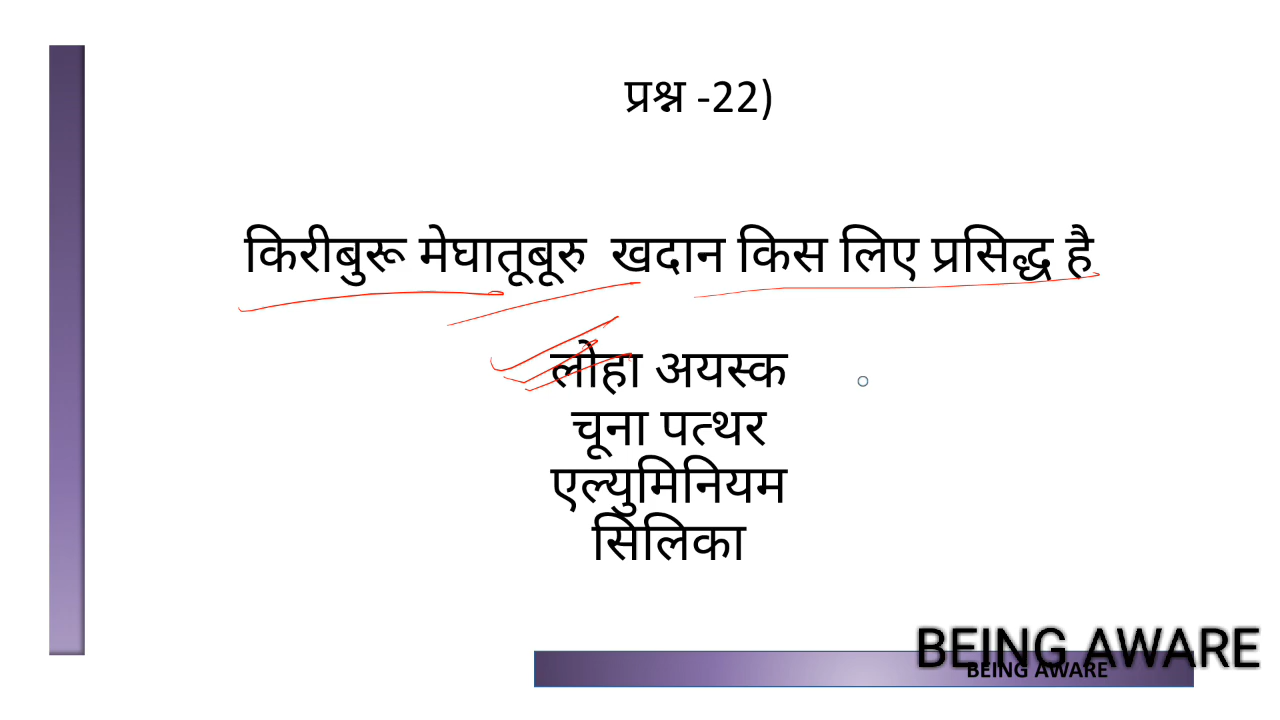 प्रश्न -22)
किरीबुरू मेघातूबूरु खदान किस लिए प्रसिद्ध है
लोहा अयस्क
चूना पत्थर
एल्युमिनियम
सिलिका
BEING AWARE
BEING AWARE